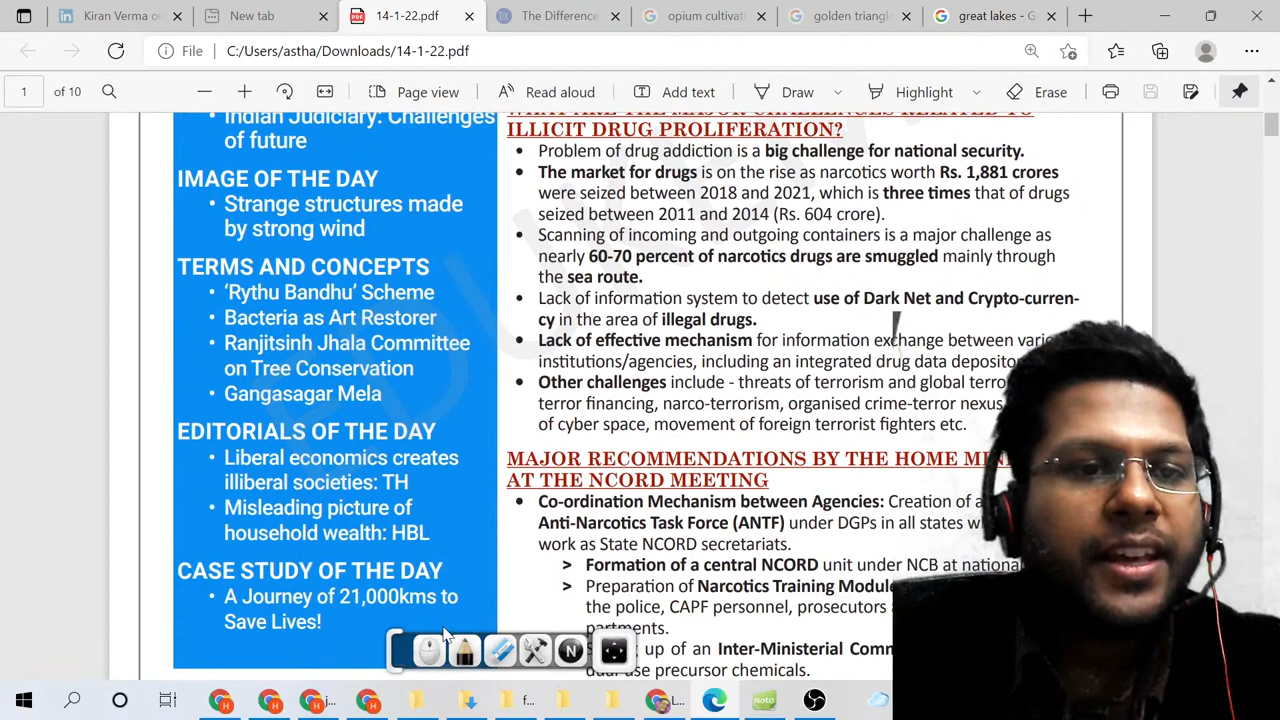 Kiran Verma o
New tab
14-1-22.pdf
The Difference
opium cultivat
golden triangle
great lakes - G
File
C:/Users/astha/Downloads/14-1-22.pdf
1
of 10
Page view
Read aloud
Add text
Draw
Highlight
Erase
Indian Judiciary: Challenges
of future
IMAGE OF THE DAY
• Strange structures made
by strong wind
TERMS AND CONCEPTS
• ‘Rythu Bandhu’ Scheme
• Bacteria as Art Restorer
• Ranjitsinh Jhala Committee
on Tree Conservation
• Gangasagar Mela
EDITORIALS OF THE DAY
• Liberal economics creates
illiberal societies: TH
• Misleading picture of
household wealth: HBL
CASE STUDY OF THE DAY
• A Journey of 21,000kms to
Save Lives!
WHAT ARE THE MAJOR CHALLENGES RELATED TO
ILLICIT DRUG PROLIFERATION?
• Problem of drug addiction is a big challenge for national security.
• The market for drugs is on the rise as narcotics worth Rs. 1,881 crores
were seized between 2018 and 2021, which is three times that of drugs
seized between 2011 and 2014 (Rs. 604 crore).
• Scanning of incoming and outgoing containers is a major challenge as
nearly 60-70 percent of narcotics drugs are smuggled mainly through
the sea route.
• Lack of information system to detect use of Dark Net and Crypto-curren-
cy in the area of illegal drugs.
• Lack of effective mechanism for information exchange between vario
institutions/agencies, including an integrated drug data depositor
• Other challenges include - threats of terrorism and global terro
terror financing, narco-terrorism, organised crime-terror nexus
of cyber space, movement of foreign terrorist fighters etc.
MAJOR RECOMMENDATIONS BY THE HOME MIN
AT THE NCORD MEETING
• Co-ordination Mechanism between Agencies: Creation of a
Anti-Narcotics Task Force (ANTF) under DGPs in all states w
work as State NCORD secretariats.
> Formation of a central NCORD unit under NCB at national
> Preparation of Narcotics Training Module
the police, CAPF personnel, prosecutors
partments.
up of an Inter-Ministerial Comm
dual use precursor chemicals.
N